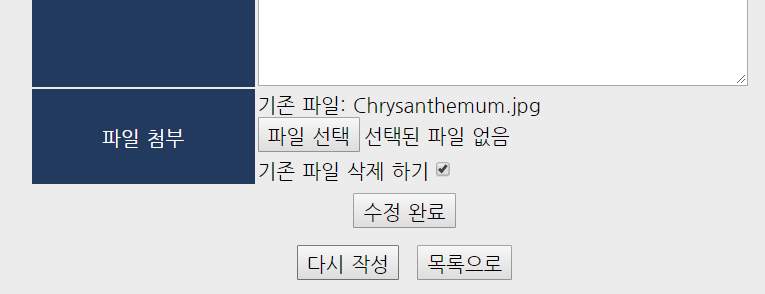 파일 첨부
기존 파일: Chrysanthemum.jpg
파일 선택 선택된 파일 없음
기존 파일 삭제 하기
수정 완료
다시 작성 목록으로